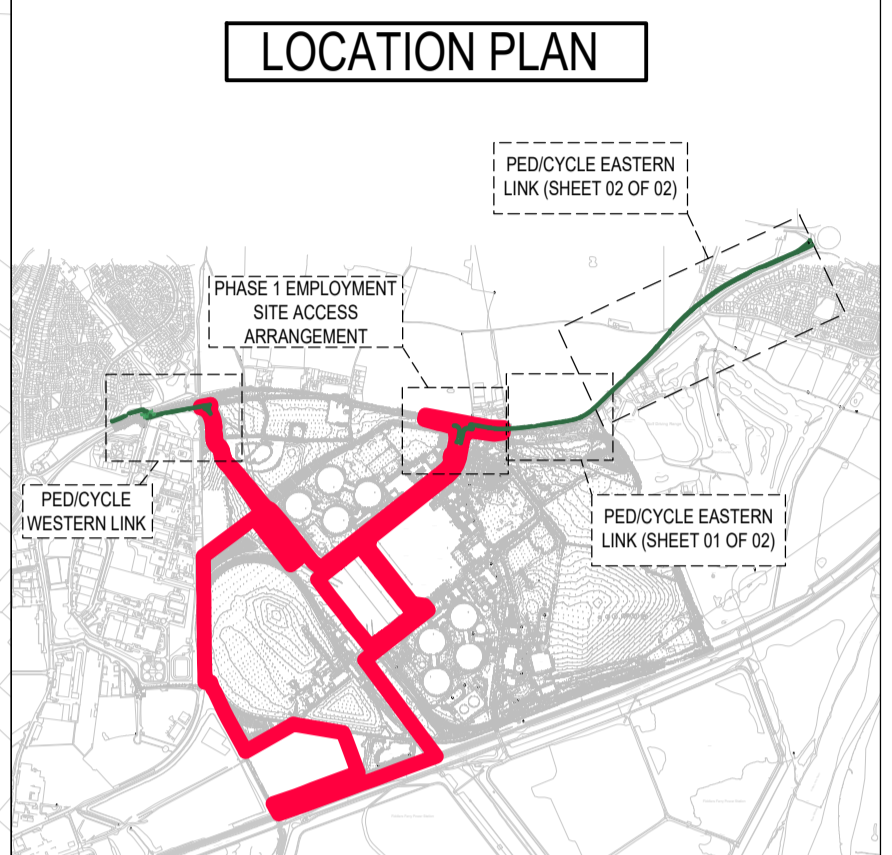 LOCATION PLAN
PED/CYCLE EASTERN
LINK (SHEET 02 OF 02)
PHASE 1 EMPLOYMENT
SITE ACCESS
ARRANGEMENT
PED/CYCLE
WESTERN LINK
PED/CYCLE EASTERN
LINK (SHEET 01 OF 02)